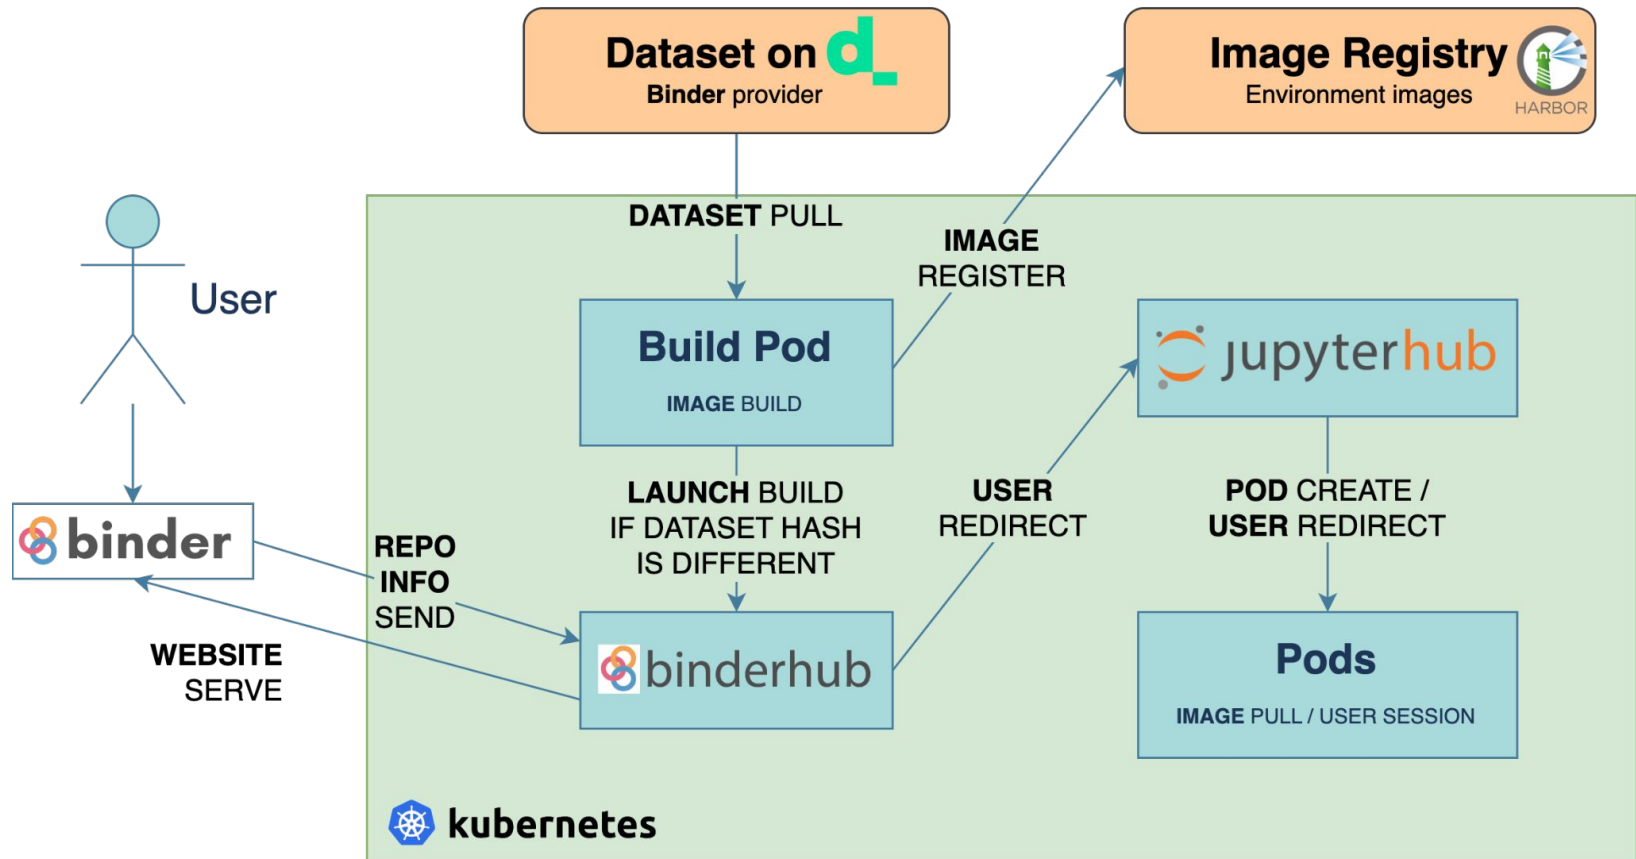 Dataset on d_
Binder provider
Image Registry
Environment images
HARBOR
User
DATASET PULL
IMAGE
REGISTER
Build Pod
IMAGE BUILD
jupyterhub
binder
REPO
INFO
SEND
LAUNCH BUILD
IF DATASET HASH
IS DIFFERENT
USER
REDIRECT
POD CREATE /
USER REDIRECT
WEBSITE
SERVE
binderhub
Pods
IMAGE PULL / USER SESSION
kubernetes